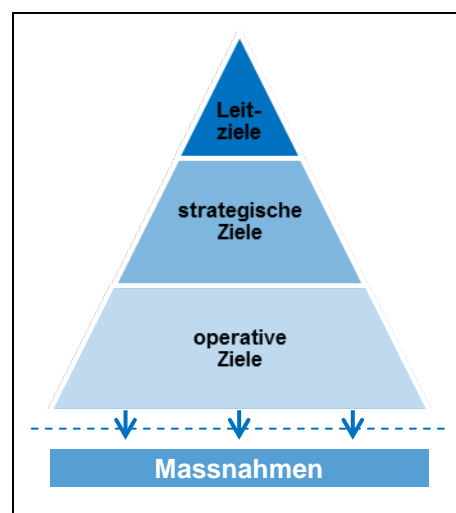 Leit-
ziele
strategische
Ziele
operative
Ziele
Massnahmen